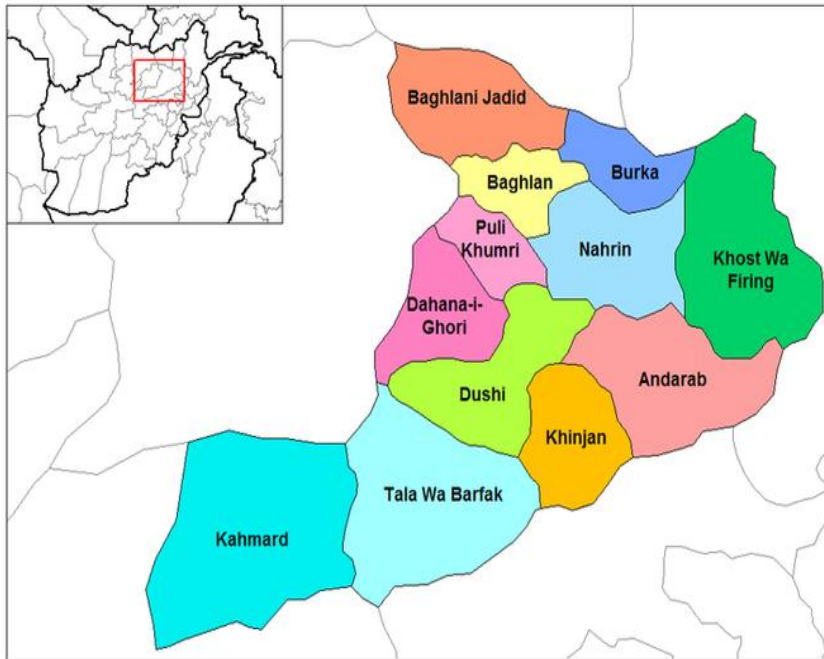 Baghlani Jadid
Burka
Baghlan
Puli
Khumri
Nahrin
Khost Wa
Firing
Dahana-i-
Ghori
Andarab
Dushi
Khinjan
Tala Wa Barfak
Kahmard